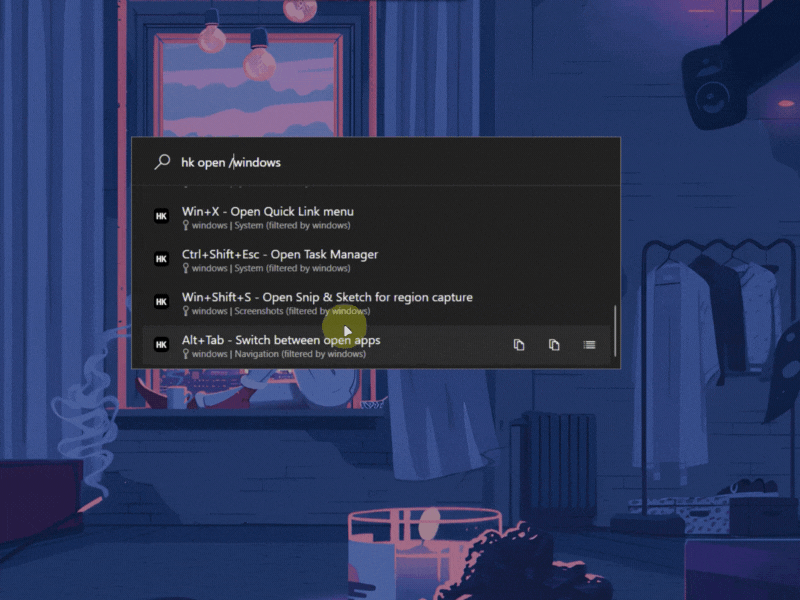 hk open /windows
HK
Win+X - Open Quick Link menu
windows | System (filtered by windows)
HK
Ctrl+Shift+Esc - Open Task Manager
windows | System (filtered by windows)
HK
Win+Shift+S - Open Snip & Sketch for region capture
windows | Screenshots (filtered by windows)
HK
Alt+Tab - Switch between open apps
windows | Navigation (filtered by windows)